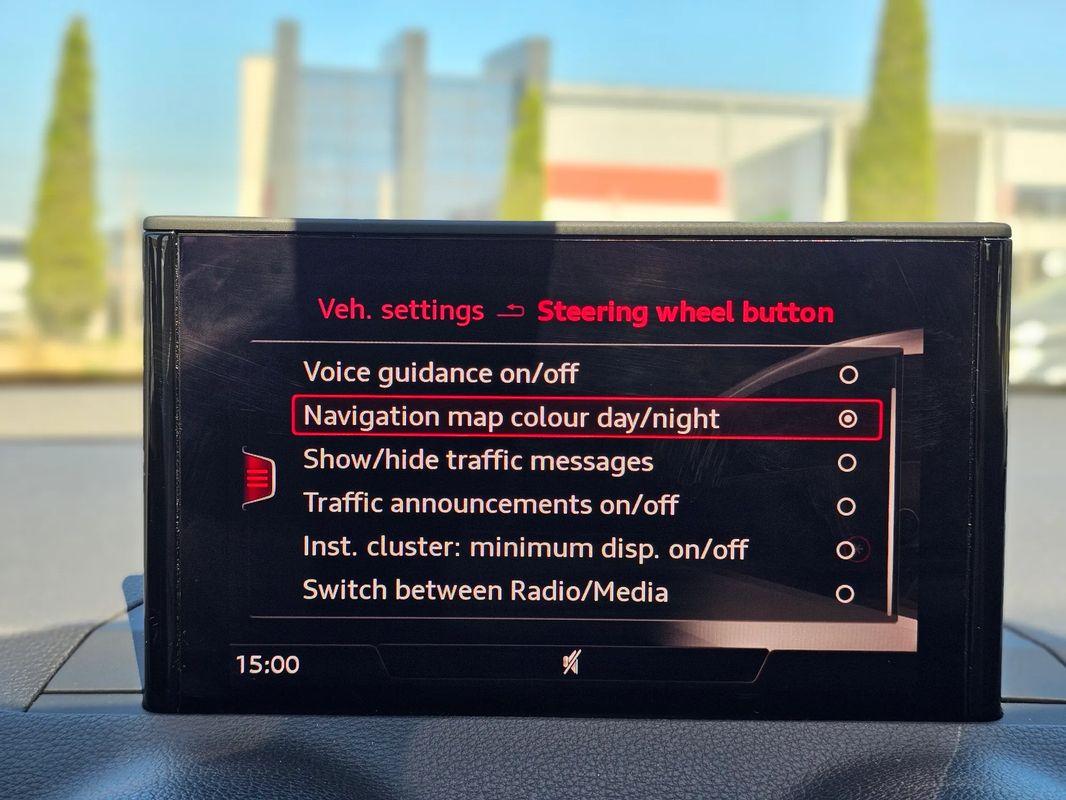 Veh. settings Steering wheel button
Voice guidance on/off
Navigation map colour day/night
Show/hide traffic messages
Traffic announcements on/off
Inst. cluster: minimum disp. on/off
Switch between Radio/Media
15:00